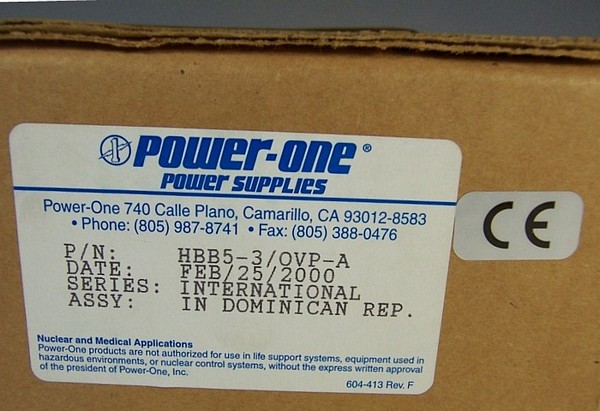 POWER-ONE ®
POWER SUPPLIES
Power-One 740 Calle Plano, Camarillo, CA 93012-8583
• Phone: (805) 987-8741 • Fax: (805) 388-0476
P/N: HBB5-3/OVP-A
DATE: FEB/25/2000
SERIES: INTERNATIONAL
ASSY: IN DOMINICAN REP.
Nuclear and Medical Applications
Power-One products are not authorized for use in life support systems, equipment used in
hazardous environments, or nuclear control systems, without the express written approval
of the president of Power-One, Inc.
604-413 Rev. F
CE